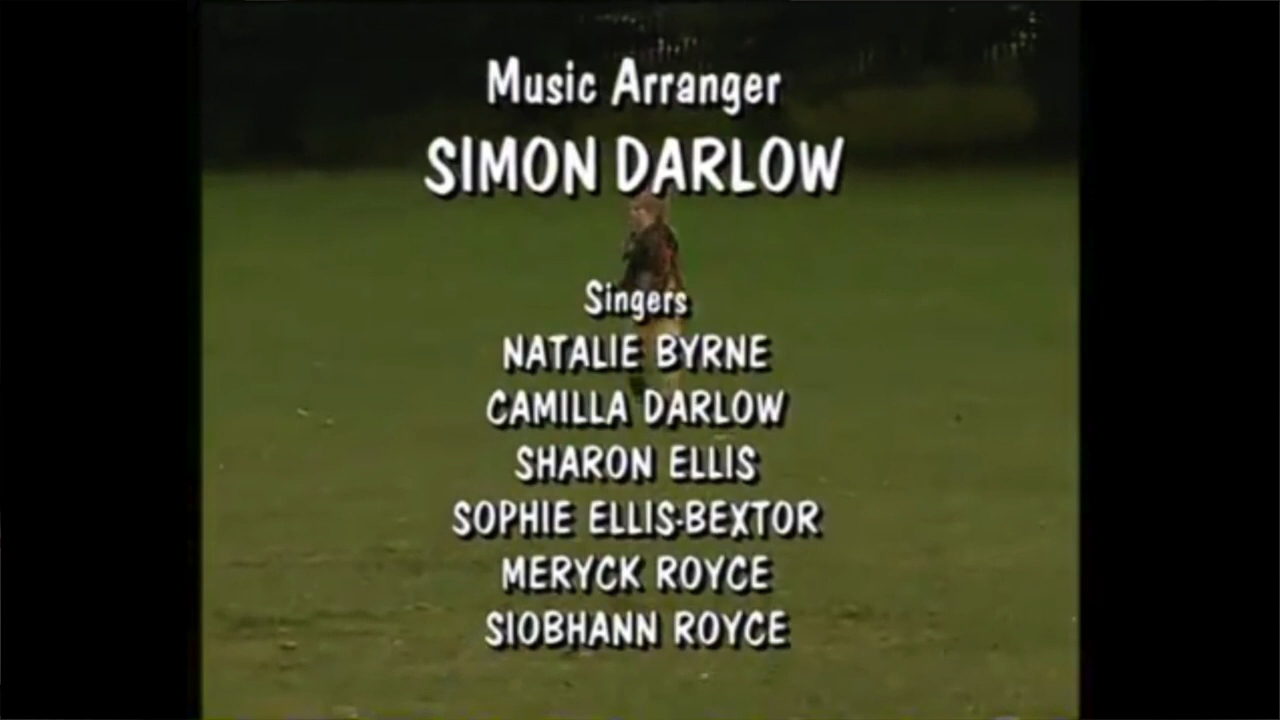 Music Arranger
SIMON DARLOW
Singers
NATALIE BYRNE
CAMILLA DARLOW
SHARON ELLIS
SOPHIE ELLIS-BEXTOR
MERYCK ROYCE
SIOBHANN ROYCE